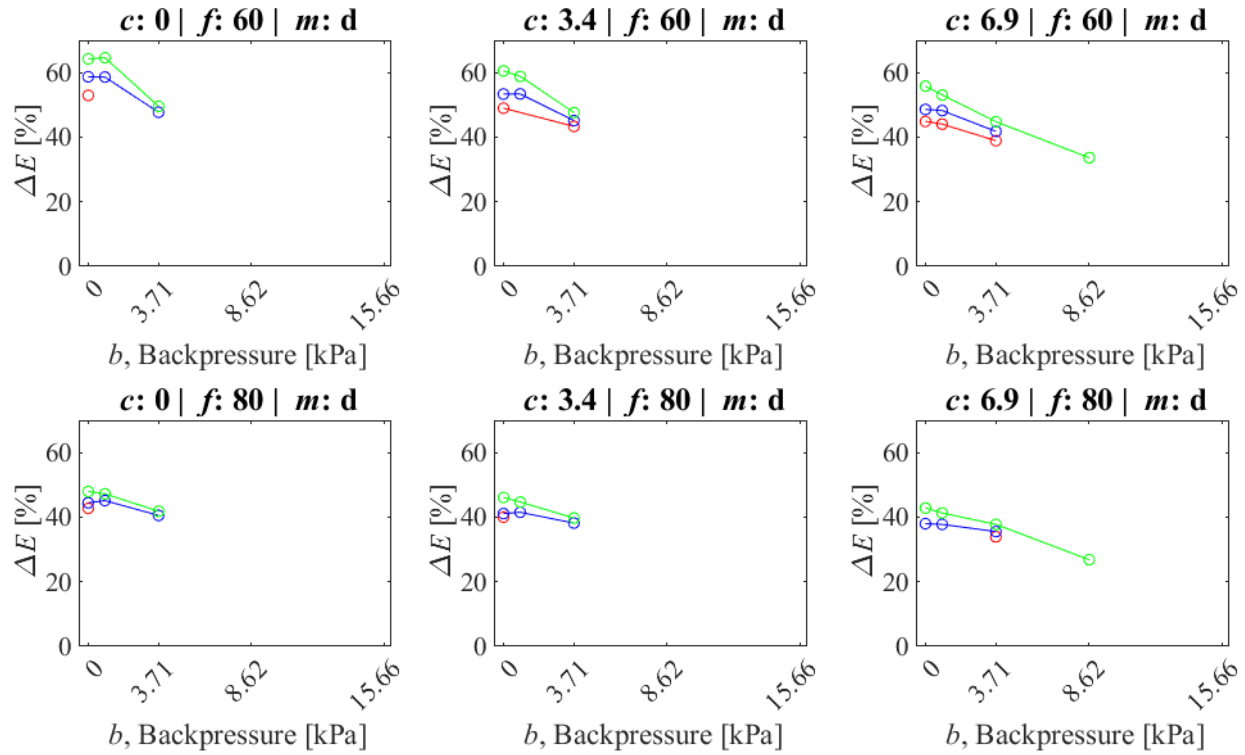 c: 0 | f: 60 | m: d
c: 3.4 | f: 60 | m: d
c: 6.9 | f: 60 | m: d
ΔE [%]
60
40
20
0
0
3.71
8.62
15.66
b, Backpressure [kPa]
ΔE [%]
60
40
20
0
0
3.71
8.62
15.66
b, Backpressure [kPa]
ΔE [%]
60
40
20
0
0
3.71
8.62
15.66
b, Backpressure [kPa]
c: 0 | f: 80 | m: d
c: 3.4 | f: 80 | m: d
c: 6.9 | f: 80 | m: d
ΔE [%]
60
40
20
0
0
3.71
8.62
15.66
b, Backpressure [kPa]
ΔE [%]
60
40
20
0
0
3.71
8.62
15.66
b, Backpressure [kPa]
ΔE [%]
60
40
20
0
0
3.71
8.62
15.66
b, Backpressure [kPa]